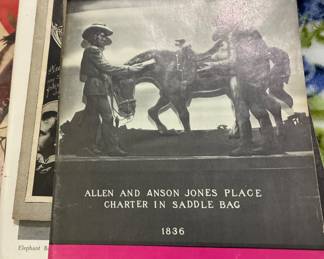 ALLEN AND ANSON JONES PLACE
CHARTER IN SADDLE BAG
1836
Elephant